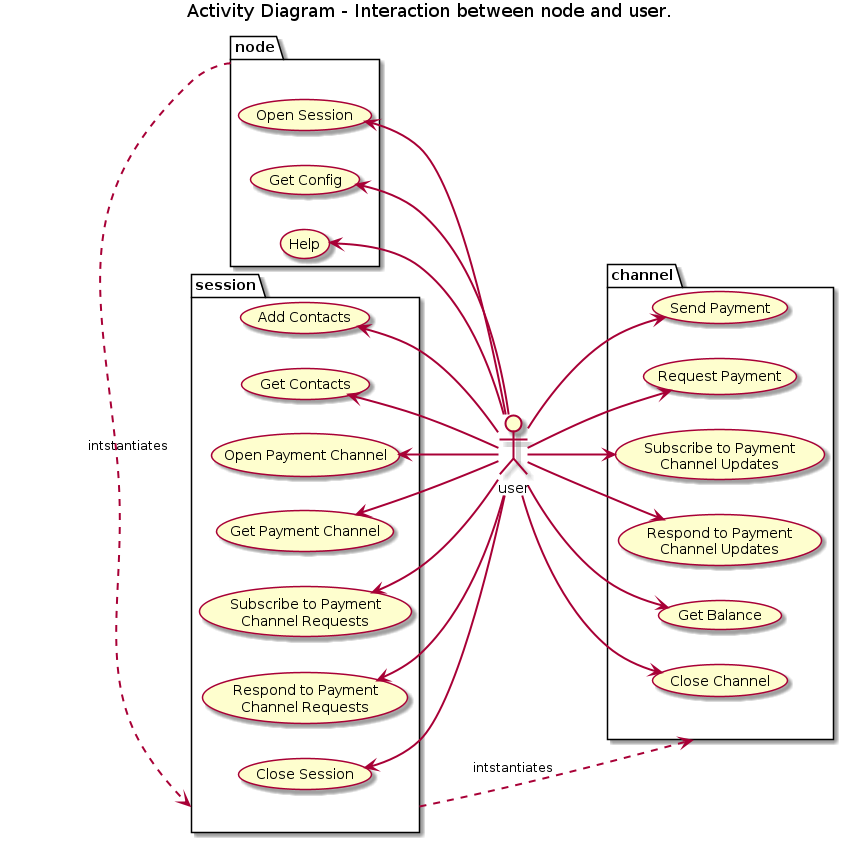 Activity Diagram - Interaction between node and user.
node
Open Session
Get Config
Help
session
Add Contacts
Get Contacts
Open Payment Channel
Get Payment Channel
Subscribe to Payment
Channel Requests
Respond to Payment
Channel Requests
Close Session
intstantiates
user
channel
Send Payment
Request Payment
Subscribe to Payment
Channel Updates
Respond to Payment
Channel Updates
Get Balance
Close Channel
intstantiates